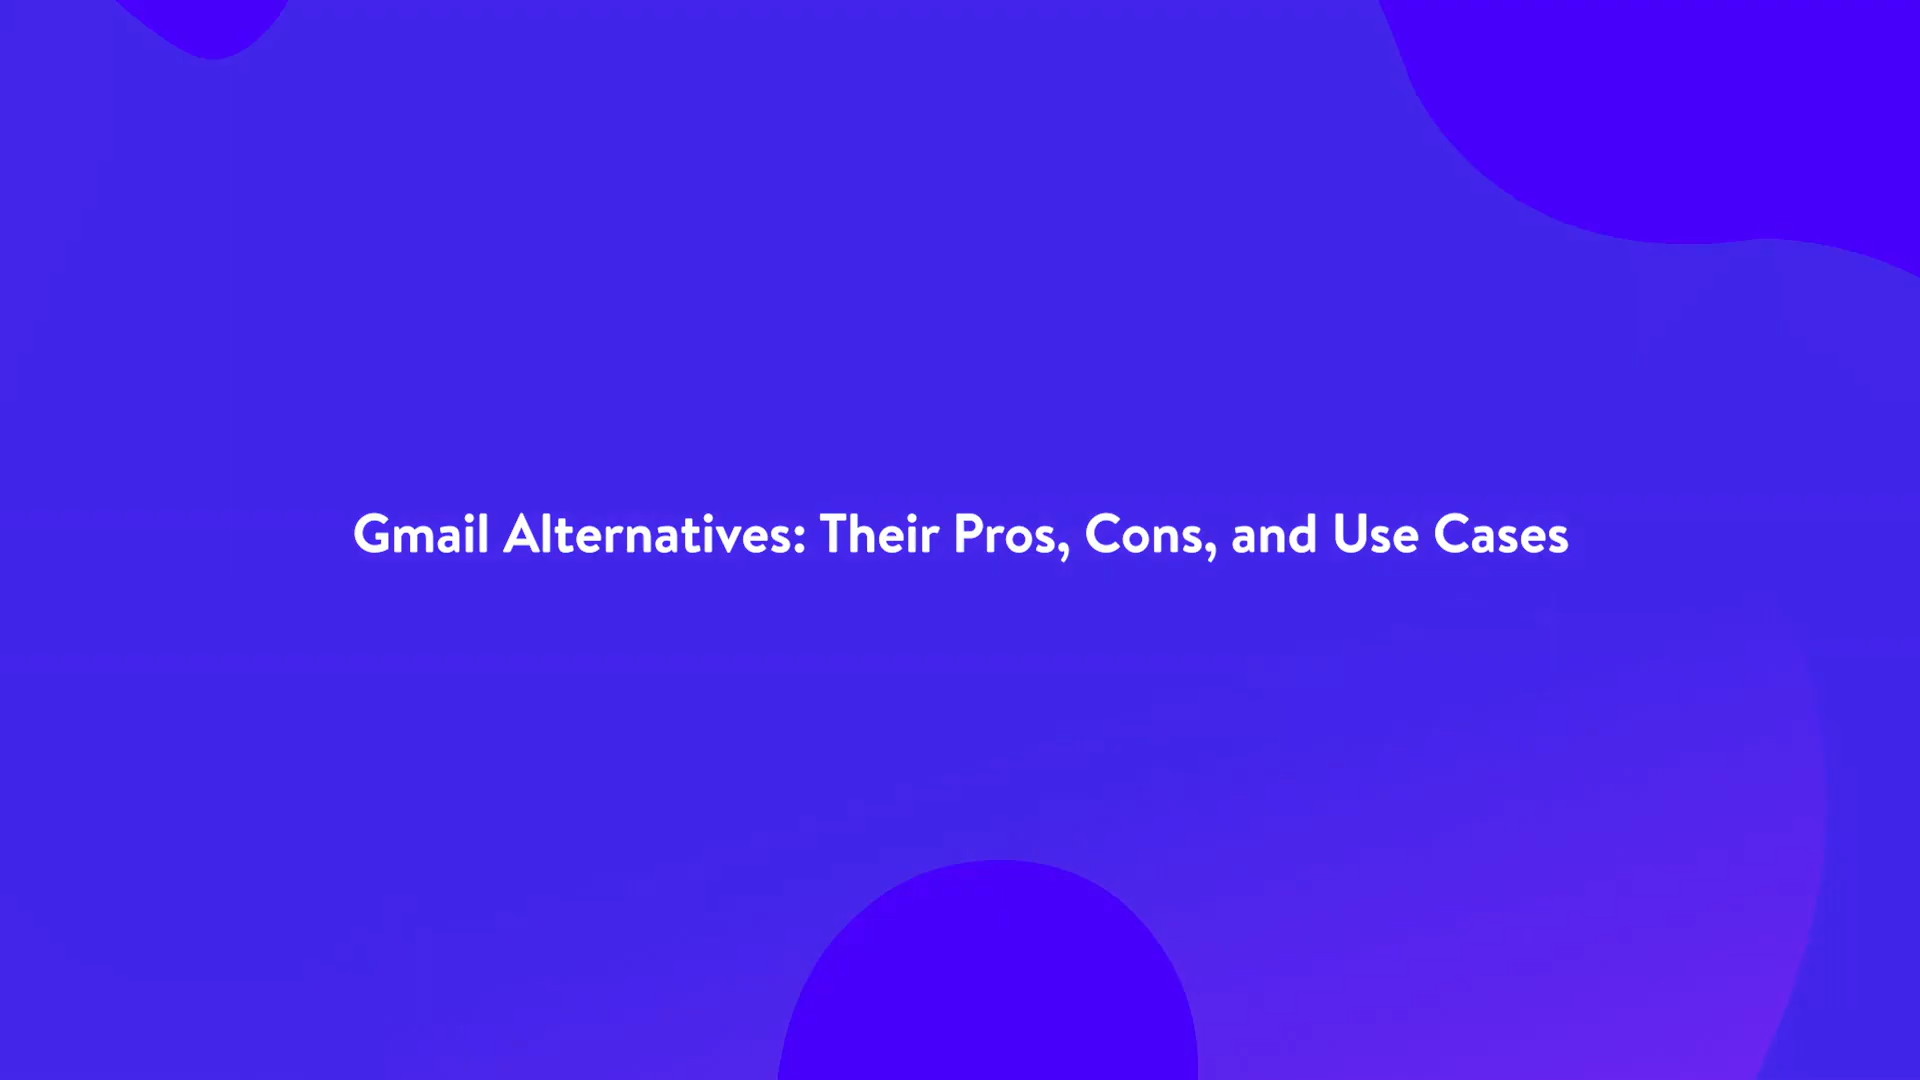 Gmail Alternatives: Their Pros, Cons, and Use Cases